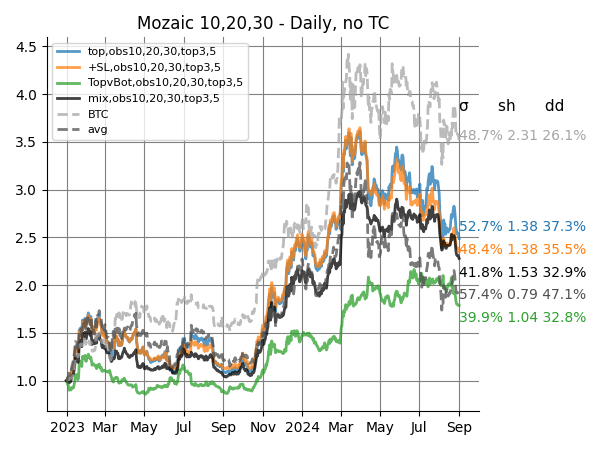 Mozaic 10,20,30 - Daily, no TC
top,obs10,20,30,top3,5
+SL,obs10,20,30,top3,5
TopvBot,obs10,20,30,top3,5
mix,obs10,20,30,top3,5
BTC
avg
σ sh dd
48.7% 2.31 26.1%
52.7% 1.38 37.3%
48.4% 1.38 35.5%
41.8% 1.53 32.9%
57.4% 0.79 47.1%
39.9% 1.04 32.8%
4.5
4.0
3.5
3.0
2.5
2.0
1.5
1.0
2023 Mar May Jul Sep Nov 2024 Mar May Jul Sep